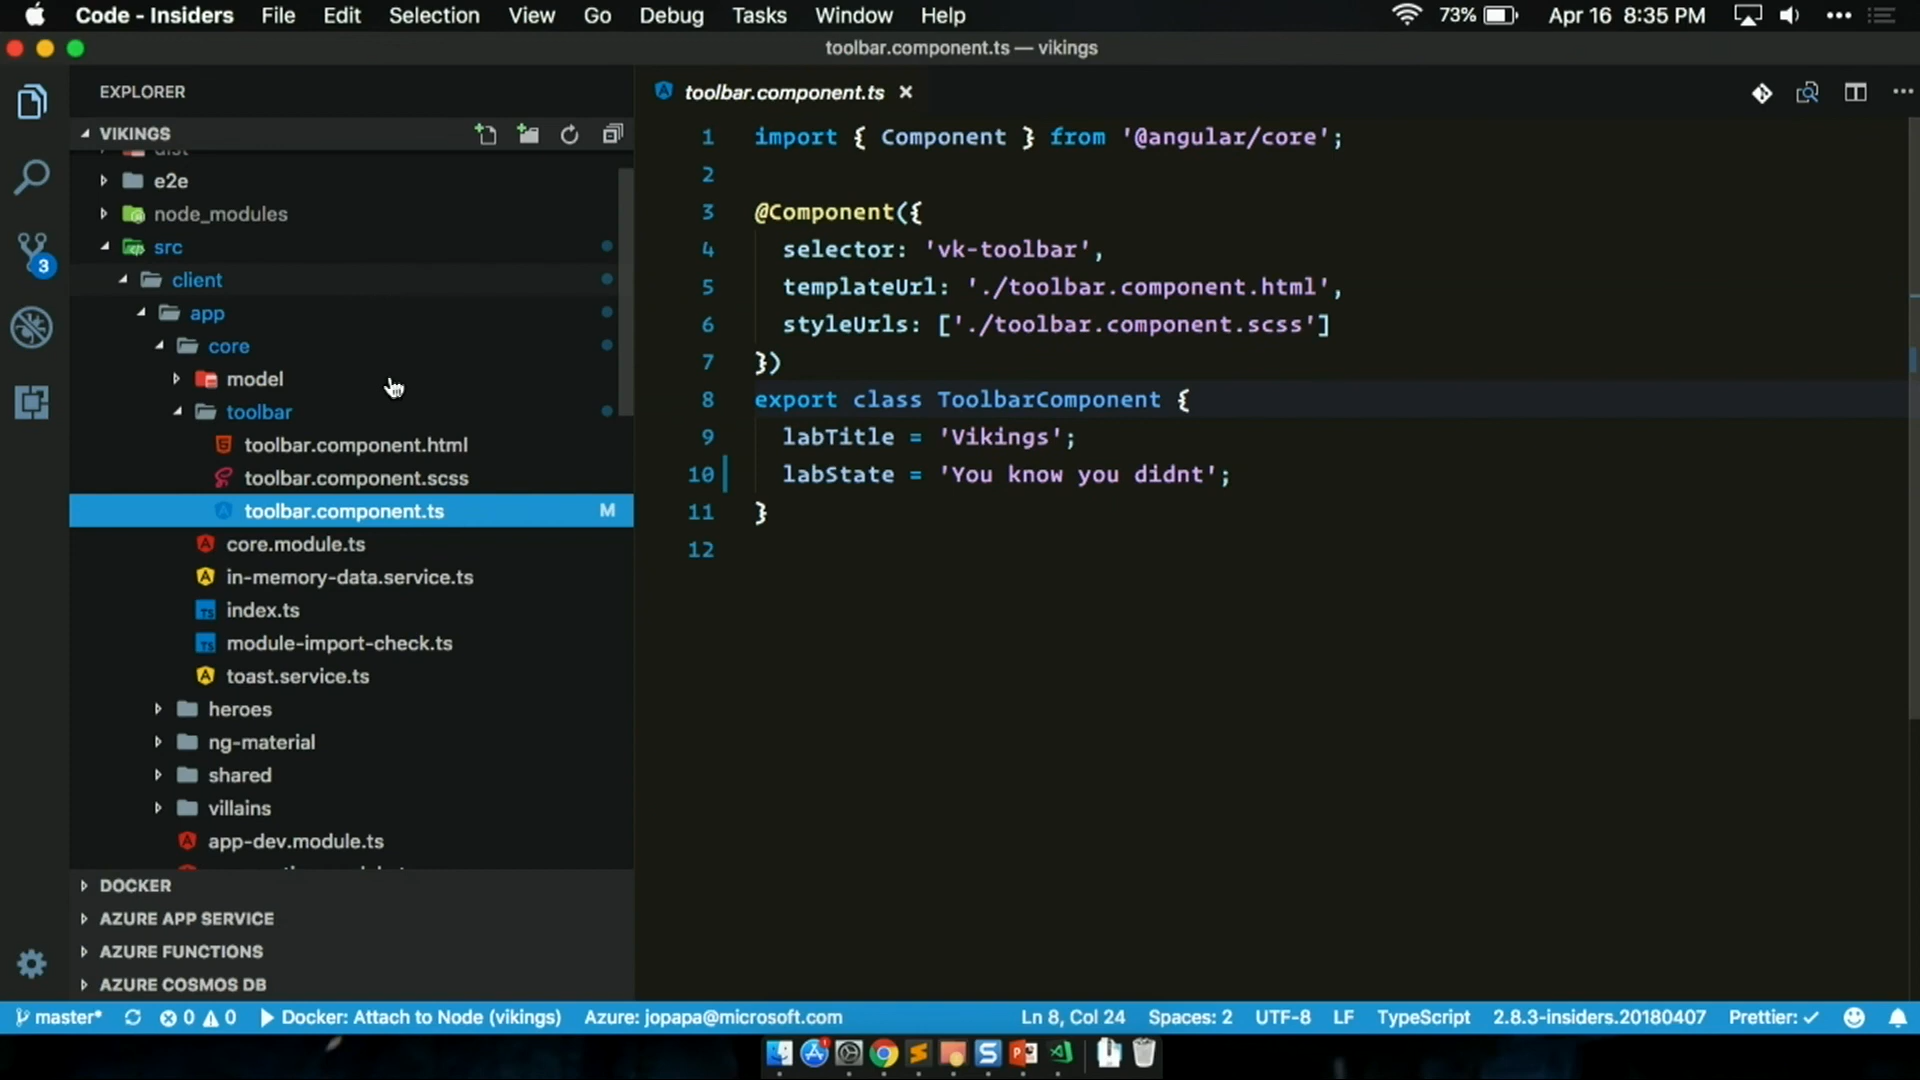 Code - Insiders File Edit Selection View Go Debug Tasks Window Help 73% Apr 16 8:35 PM
toolbar.component.ts — vikings
EXPLORER
VIKINGS
dist
e2e
node_modules
src
client
app
core
model
toolbar
toolbar.component.html
toolbar.component.scss
toolbar.component.ts M
core.module.ts
in-memory-data.service.ts
index.ts
module-import-check.ts
toast.service.ts
heroes
ng-material
shared
villains
app-dev.module.ts
DOCKER
AZURE APP SERVICE
AZURE FUNCTIONS
AZURE COSMOS DB
3
toolbar.component.ts
1 import { Component } from '@angular/core';
2
3 @Component({
4 selector: 'vk-toolbar',
5 templateUrl: './toolbar.component.html',
6 styleUrls: ['./toolbar.component.scss']
7 })
8 export class ToolbarComponent {
9 labTitle = 'Vikings';
10 labState = 'You know you didnt';
11 }
12
master* 0 0 Docker: Attach to Node (vikings) Azure: jopapa@microsoft.com Ln 8, Col 24 Spaces: 2 UTF-8 LF TypeScript 2.8.3-insiders.20180407 Prettier: ✓